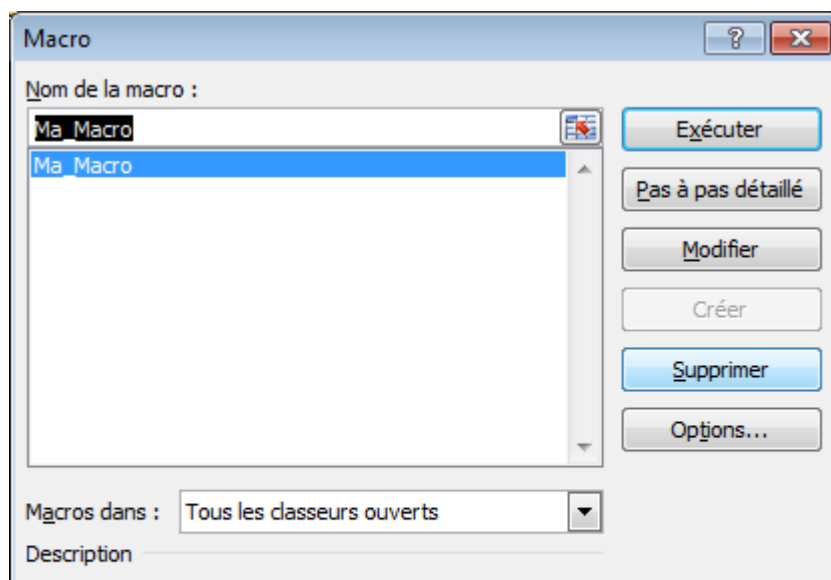 Macro
Nom de la macro :
Ma_Macro
Ma_Macro
Exécuter
Pas à pas détaillé
Modifier
Créer
Supprimer
Options...
Macros dans : Tous les classeurs ouverts
Description